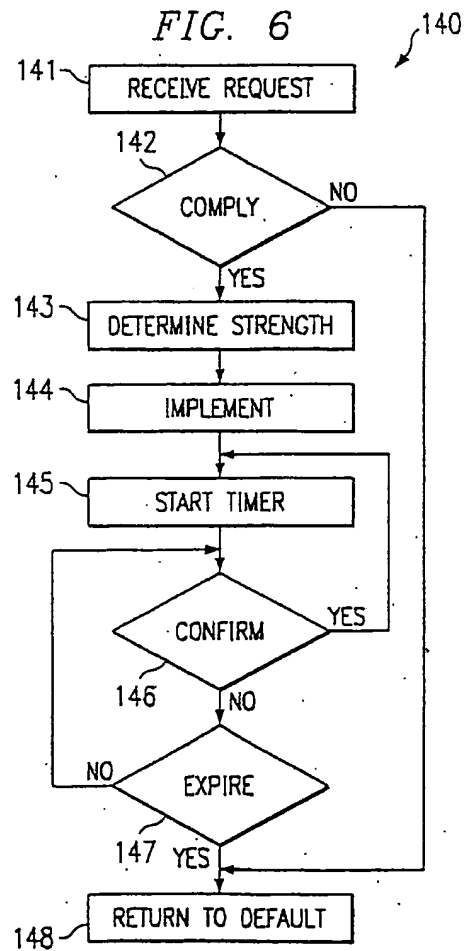 FIG. 6
140
141
RECEIVE REQUEST
142
COMPLY
NO
YES
143
DETERMINE STRENGTH
144
IMPLEMENT
145
START TIMER
CONFIRM
YES
146
NO
NO
EXPIRE
147
YES
148
RETURN TO DEFAULT